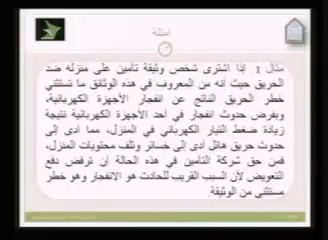 أمثلة
مثال 1. إذا اشترى شخص وثيقة تأمين على منزله ضد
الحريق حيث أنه من المعروف في هذه الوثائق ما تستثني
خطر الحريق الناتج عن انفجار الأجهزة الكهربائية،
وبفرض حدوث انفجار في أحد الأجهزة الكهربائية نتيجة
زيادة ضغط التيار الكهربائي في المنزل، مما أدى إلى
حدوث حريق هائل أدى إلى خسائر وتلف محتويات المنزل،
فمن حق شركة التأمين في هذه الحالة أن ترفض دفع
التعويض لأن السبب القريب للحادث هو الانفجار وهو خطر
مستثنى من الوثيقة.